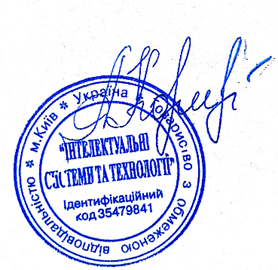 * Україна * Товариство з обмеженою відповідальністю * м.Київ
"ІНТЕЛЕКТУАЛЬНІ
СИСТЕМИ ТА ТЕХНОЛОГІЇ"
Ідентифікаційний
код 35479841